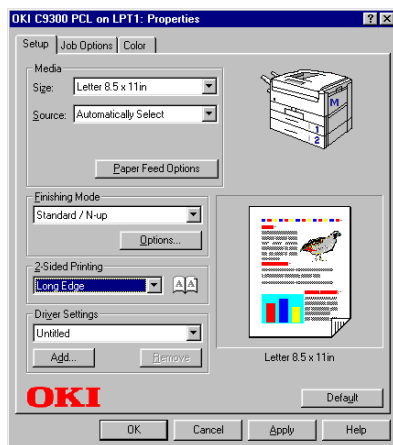 OKI C9300 PCL on LPT1: Properties
Setup Job Options Color
Media
Size: Letter 8.5 x 11in
Source: Automatically Select
M
1
2
Paper Feed Options
Finishing Mode
Standard / N-up
Options...
2-Sided Printing
Long Edge
A A
Driver Settings
Untitled
Add... Remove
Letter 8.5 x 11in
OKI
Default
OK Cancel Apply Help